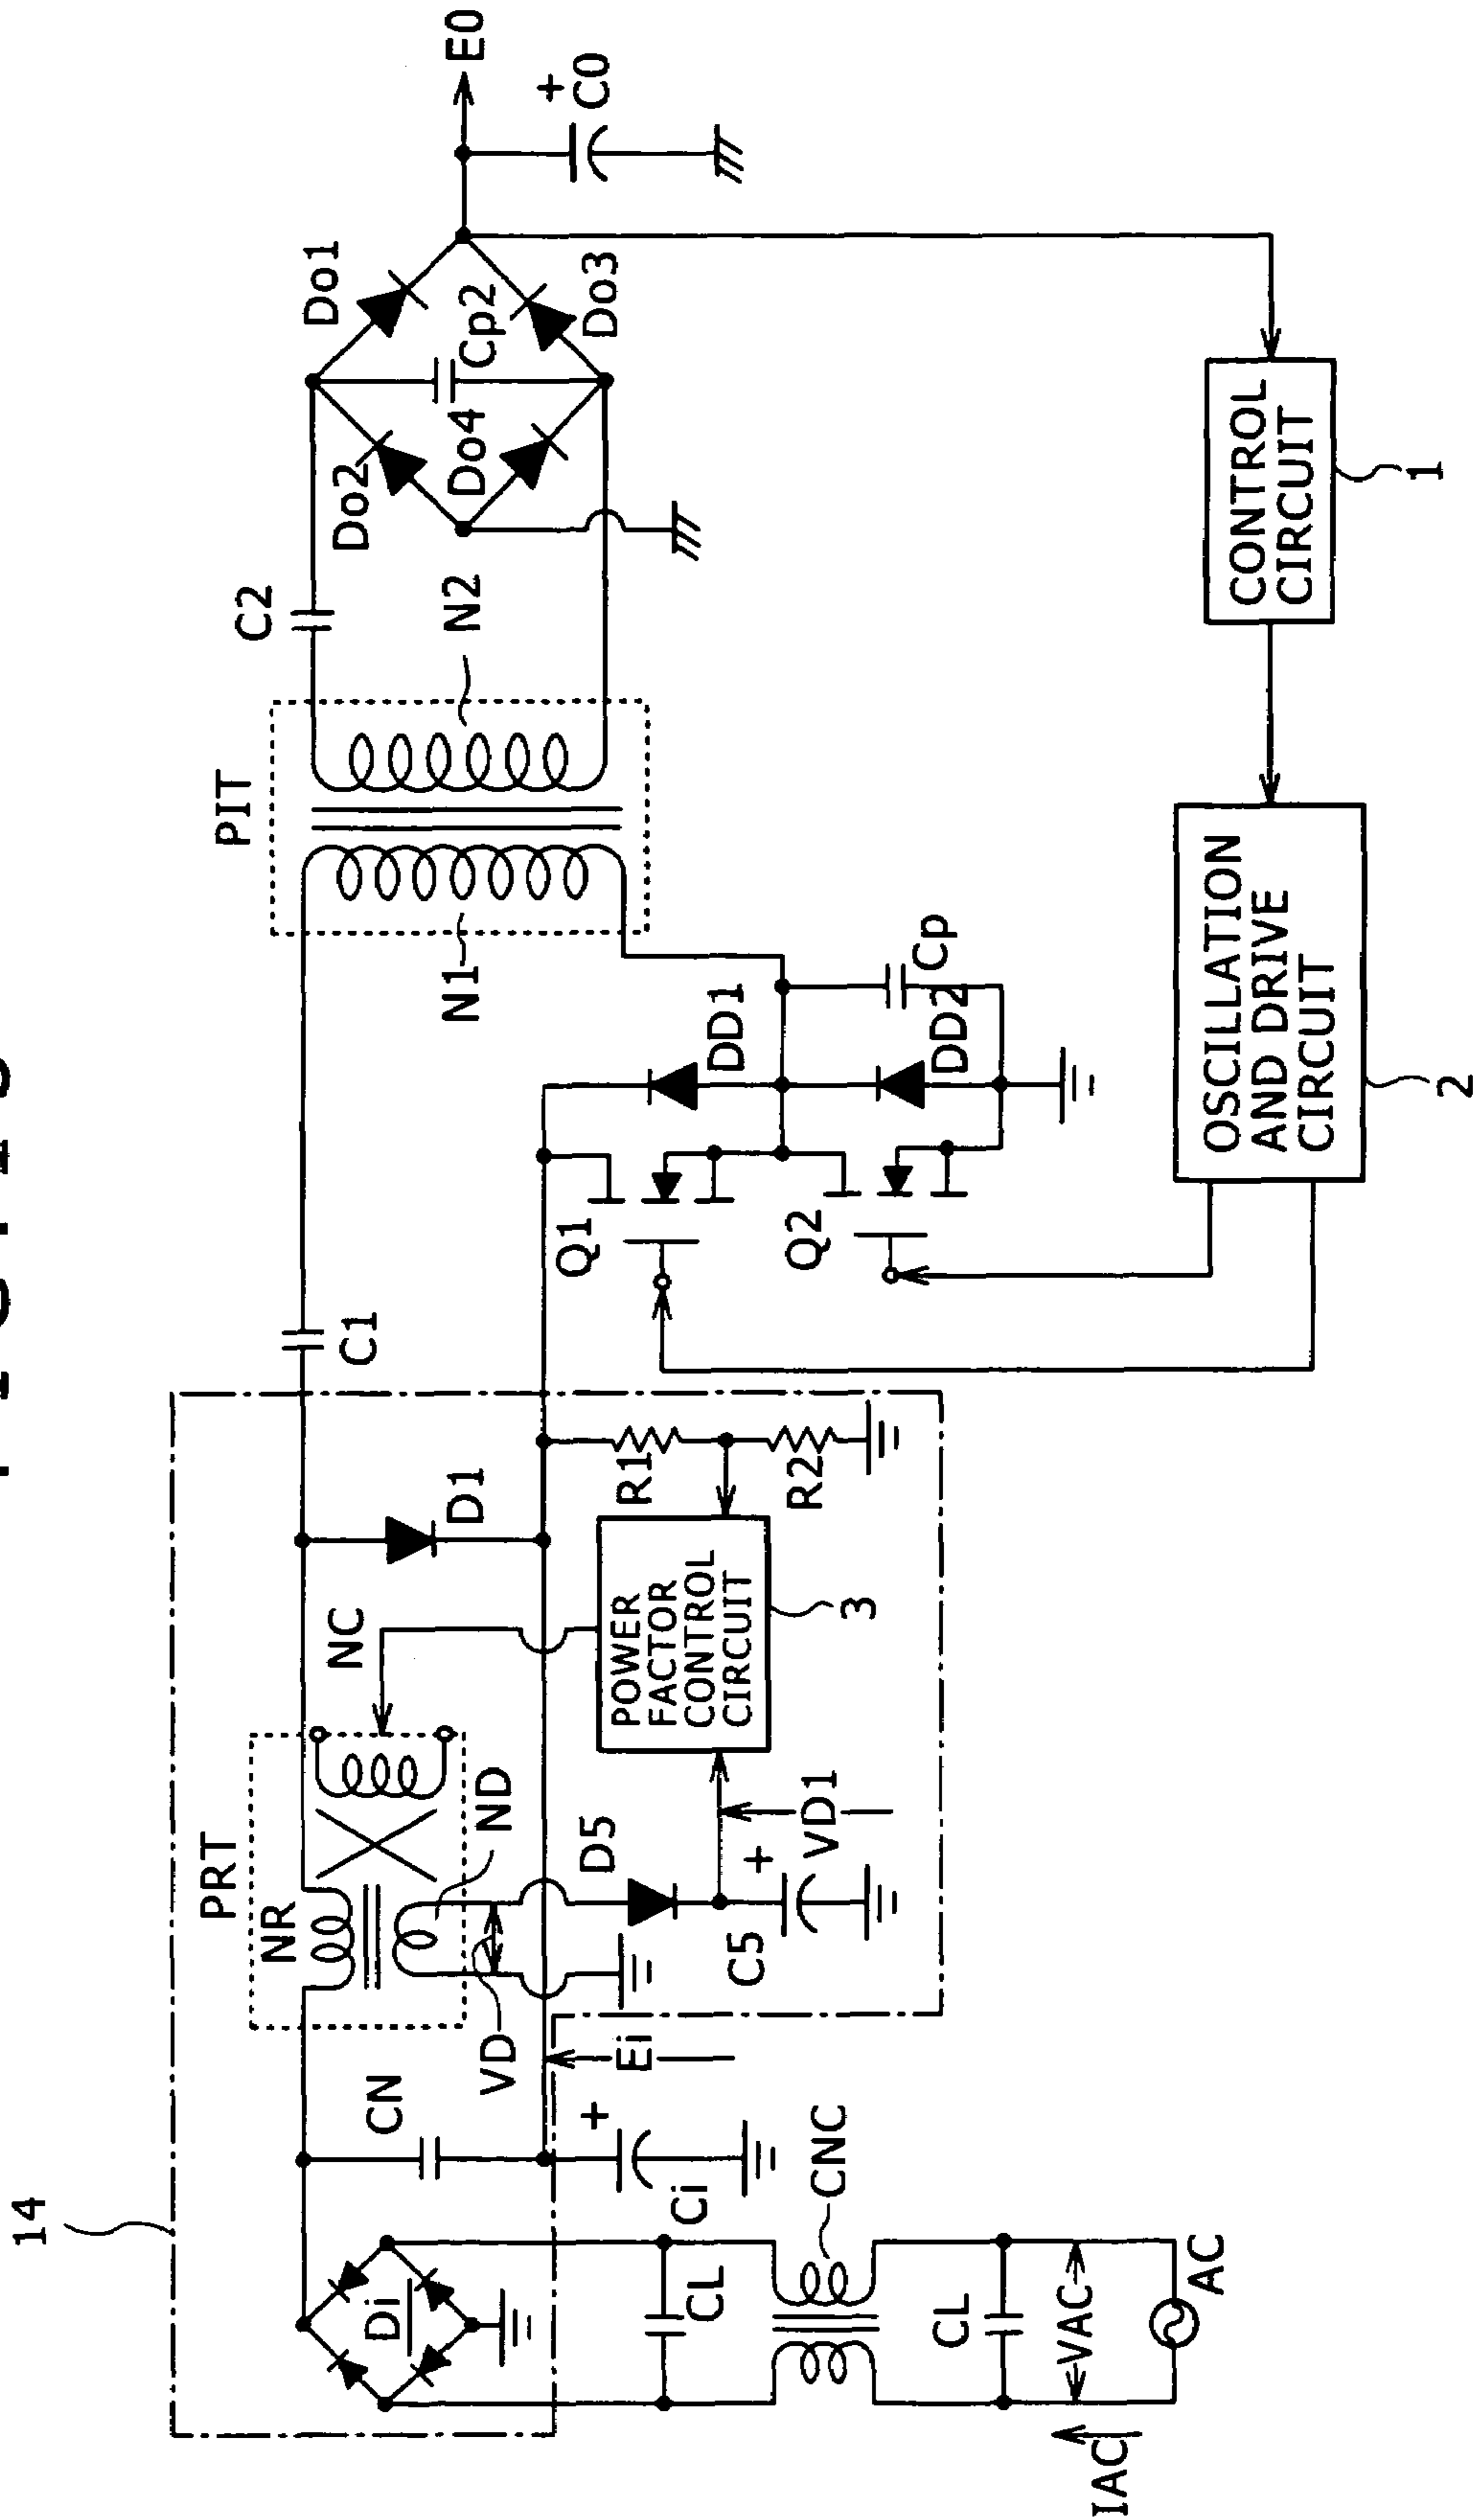 14
PRT
NR
NC
ND
VD
CN
Di
D1
C1
PIT
N1
N2
C2
Do1
Do2
Do3
Do4
Cp2
E0
+
C0
Ei
+
Ci
D5
C5
+
VD1
POWER
FACTOR
CONTROL
CIRCUIT
3
R1
R2
Q1
Q2
DD1
DD2
Cp
CL
CNC
CL
VAC
AC
IAC
OSCILLATION
AND DRIVE
CIRCUIT
2
CONTROL
CIRCUIT
1